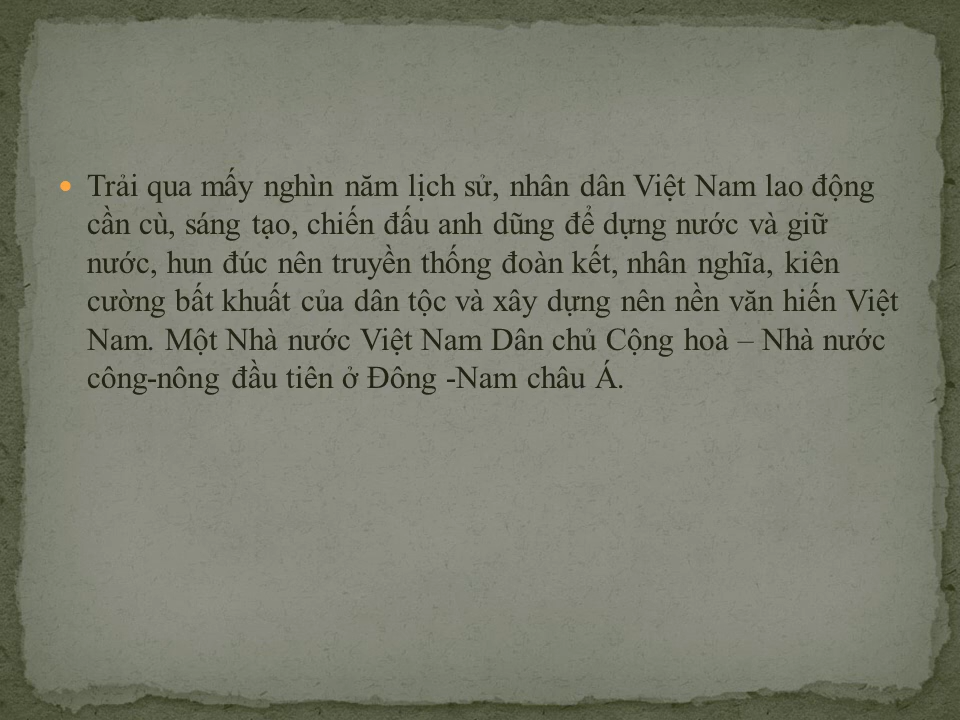 • Trải qua mấy nghìn năm lịch sử, nhân dân Việt Nam lao động
cần cù, sáng tạo, chiến đấu anh dũng để dựng nước và giữ
nước, hun đúc nên truyền thống đoàn kết, nhân nghĩa, kiên
cường bất khuất của dân tộc và xây dựng nên nền văn hiến Việt
Nam. Một Nhà nước Việt Nam Dân chủ Cộng hoà – Nhà nước
công-nông đầu tiên ở Đông -Nam châu Á.